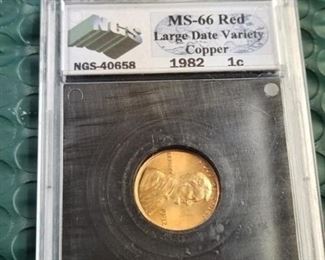 NGS
MS-66 Red
Large Date Variety
Copper
NGS-40658
1982 1c